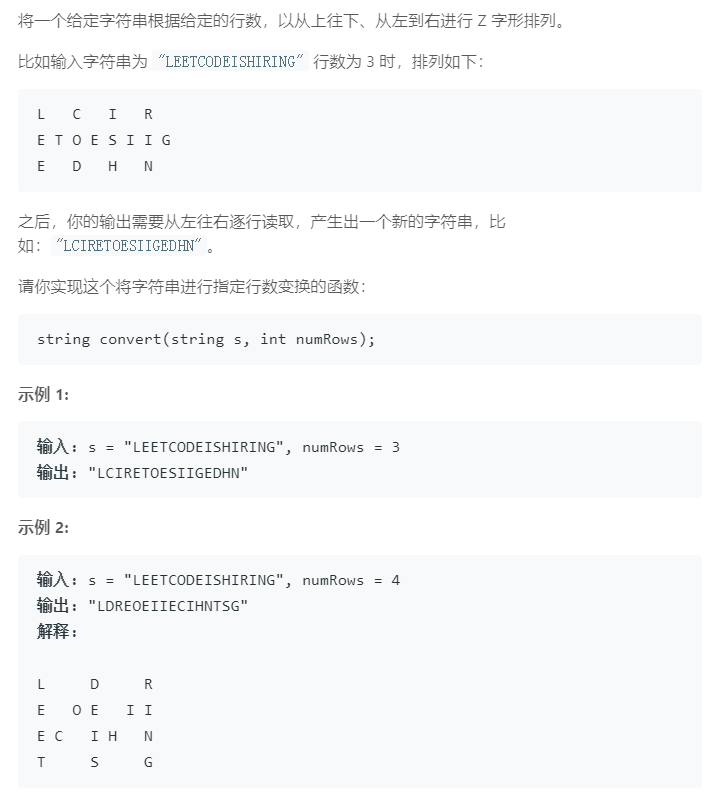 将一个给定字符串根据给定的行数，以从上往下、从左到右进行 Z 字形排列。
比如输入字符串为 "LEETCODEISHIRING" 行数为 3 时，排列如下：
L   C   I   R
E T O E S I I G
E   D   H   N
之后，你的输出需要从左往右逐行读取，产生出一个新的字符串，比
如："LCIRETOESIIGEDHN"。
请你实现这个将字符串进行指定行数变换的函数：
string convert(string s, int numRows);
示例 1:
输入: s = "LEETCODEISHIRING", numRows = 3
输出: "LCIRETOESIIGEDHN"
示例 2:
输入: s = "LEETCODEISHIRING", numRows = 4
输出: "LDREOEIIECIHNTSG"
解释:
L     D     R
E   O E   I I
E C   I H   N
T     S     G